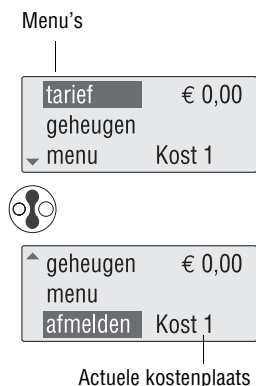 Menu's
tarief € 0,00
geheugen
menu Kost 1
geheugen € 0,00
menu
afmelden Kost 1
Actuele kostenplaats